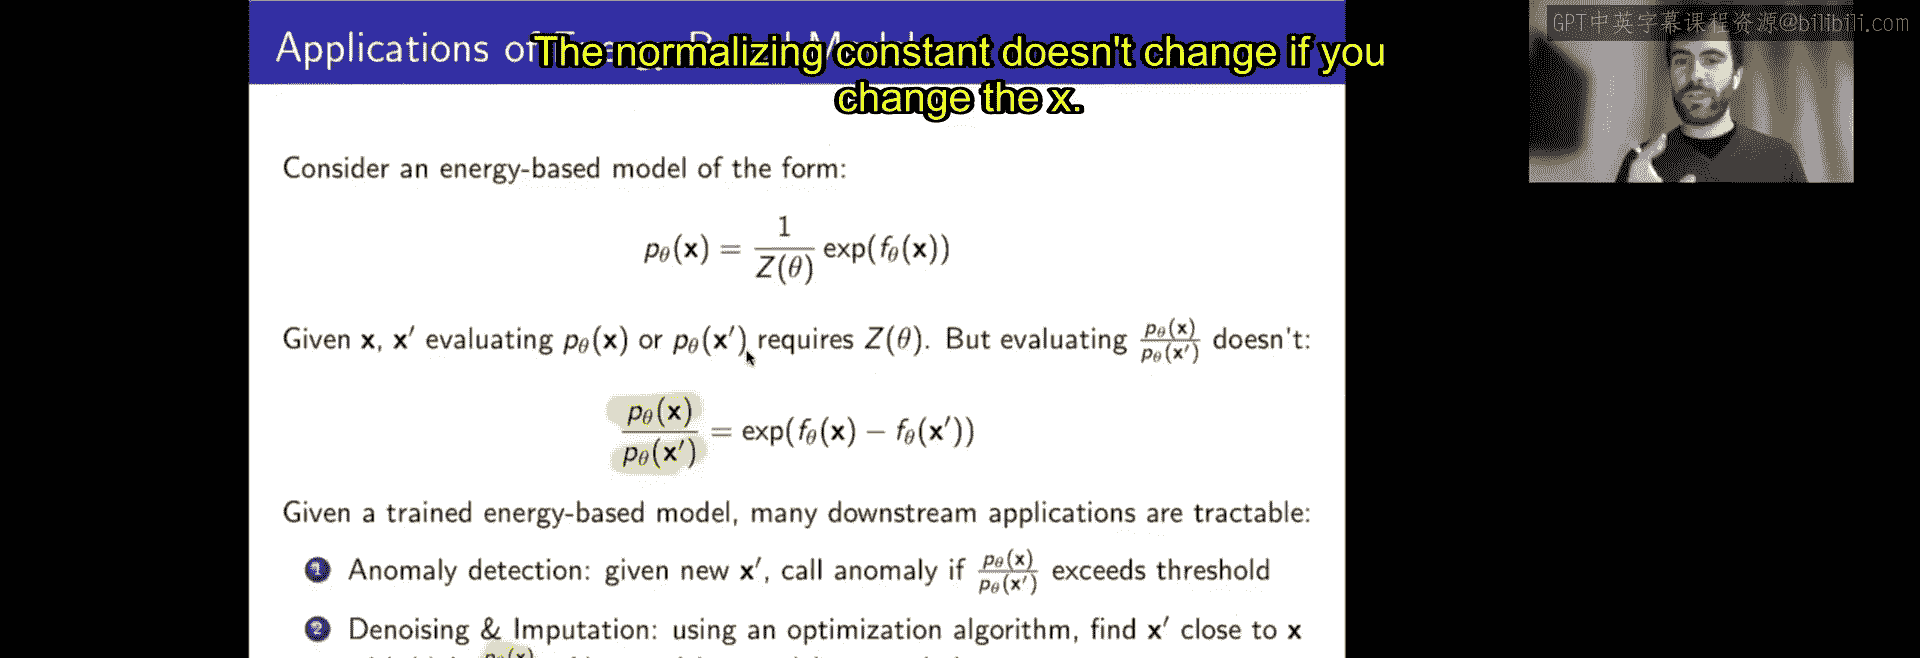 GPT中英字幕课程资源@bilibili.com
Applications of
The normalizing constant doesn't change if you
change the x.
Consider an energy-based model of the form:
pθ(x) = 1/Z(θ) exp(fθ(x))
Given x, x′ evaluating pθ(x) or pθ(x′) requires Z(θ). But evaluating pθ(x)/pθ(x′) doesn't:
pθ(x)/pθ(x′) = exp(fθ(x) − fθ(x′))
Given a trained energy-based model, many downstream applications are tractable:
1 Anomaly detection: given new x′, call anomaly if pθ(x)/pθ(x′) exceeds threshold
2 Denoising & Imputation: using an optimization algorithm, find x′ close to x